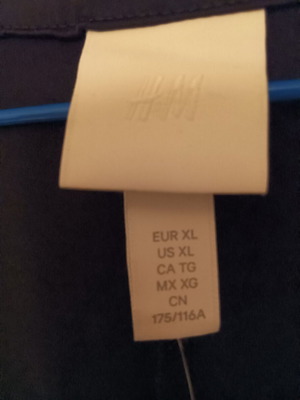 H&M
EUR XL
US XL
CA TG
MX XG
CN
175/116A